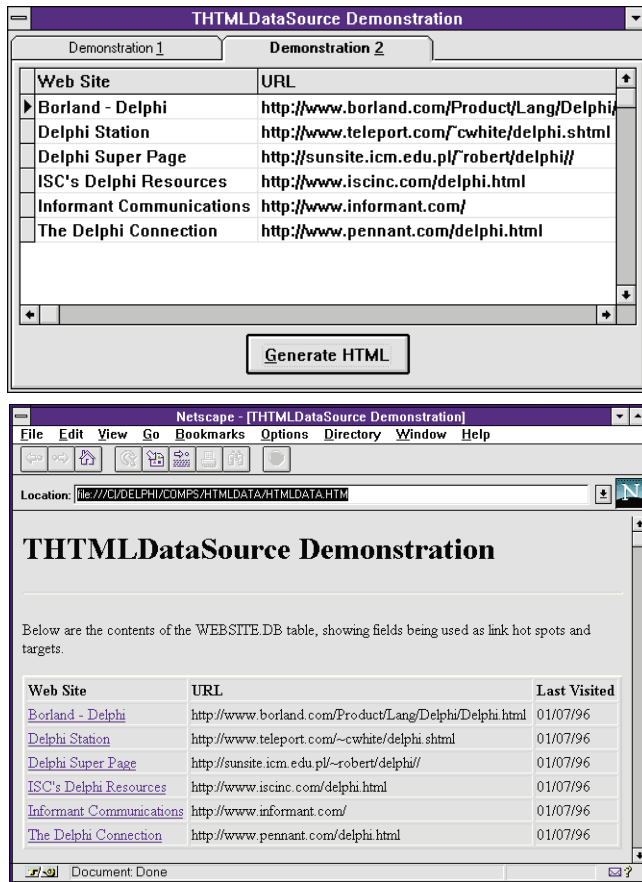 THTMLDataSource Demonstration
Demonstration 1
Demonstration 2
Web Site URL
Borland - Delphi http://www.borland.com/Product/Lang/Delphi/
Delphi Station http://www.teleport.com/~cwhite/delphi.shtml
Delphi Super Page http://sunsite.icm.edu.pl/~robert/delphi//
ISC's Delphi Resources http://www.iscinc.com/delphi.html
Informant Communications http://www.informant.com/
The Delphi Connection http://www.pennant.com/delphi.html
Generate HTML
Netscape - [THTMLDataSource Demonstration]
File Edit View Go Bookmarks Options Directory Window Help
Location: file:///C|/DELPHI/COMPS/HTMLDATA/HTMLDATA.HTM
N
THTMLDataSource Demonstration
Below are the contents of the WEBSITE.DB table, showing fields being used as link hot spots and
targets.
Web Site URL Last Visited
Borland - Delphi http://www.borland.com/Product/Lang/Delphi/Delphi.html 01/07/96
Delphi Station http://www.teleport.com/~cwhite/delphi.shtml 01/07/96
Delphi Super Page http://sunsite.icm.edu.pl/~robert/delphi// 01/07/96
ISC's Delphi Resources http://www.iscinc.com/delphi.html 01/07/96
Informant Communications http://www.informant.com/ 01/07/96
The Delphi Connection http://www.pennant.com/delphi.html 01/07/96
Document: Done